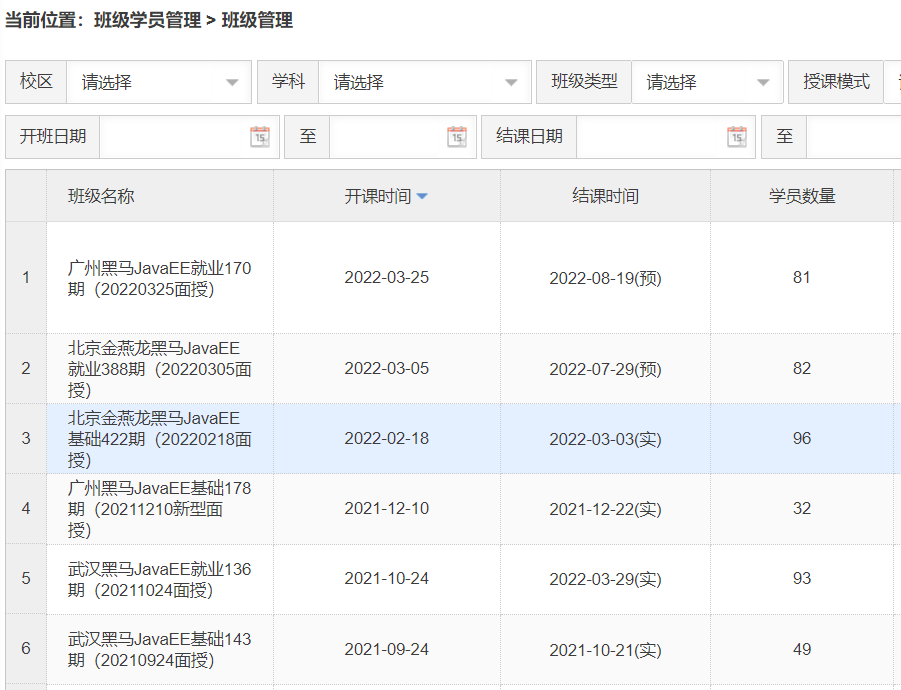 当前位置：班级学员管理 > 班级管理
校区 请选择 学科 请选择 班级类型 请选择 授课模式
开班日期 15 至 15 结课日期 15 至
班级名称 开课时间 结课时间 学员数量
1 广州黑马JavaEE就业170 2022-03-25 2022-08-19(预) 81
期（20220325面授）
2 北京金燕龙黑马JavaEE 2022-03-05 2022-07-29(预) 82
就业388期（20220305面
授）
3 北京金燕龙黑马JavaEE 2022-02-18 2022-03-03(实) 96
基础422期（20220218面
授）
4 广州黑马JavaEE基础178 2021-12-10 2021-12-22(实) 32
期（20211210新型面
授）
5 武汉黑马JavaEE就业136 2021-10-24 2022-03-29(实) 93
期（20211024面授）
6 武汉黑马JavaEE基础143 2021-09-24 2021-10-21(实) 49
期（20210924面授）